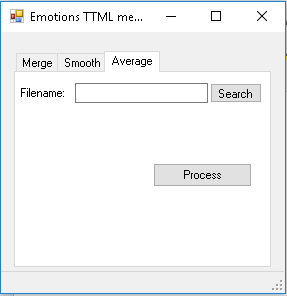 Emotions TTML me...
Merge Smooth Average
Filename: Search
Process